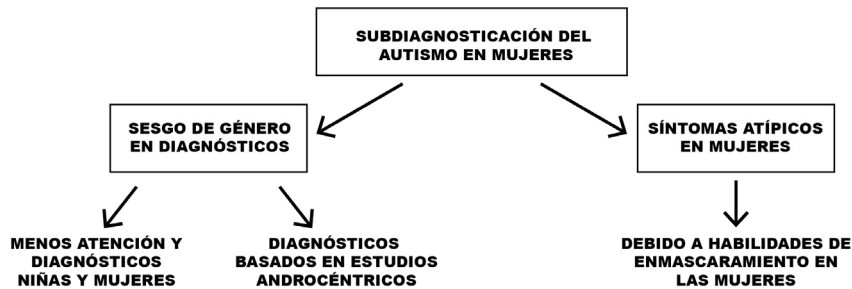 SUBDIAGNOSTICACIÓN DEL
AUTISMO EN MUJERES
SESGO DE GÉNERO
EN DIAGNÓSTICOS
SÍNTOMAS ATÍPICOS
EN MUJERES
MENOS ATENCIÓN Y
DIAGNÓSTICOS
NIÑAS Y MUJERES
DIAGNÓSTICOS
BASADOS EN ESTUDIOS
ANDROCÉNTRICOS
DEBIDO A HABILIDADES DE
ENMASCARAMIENTO EN
LAS MUJERES